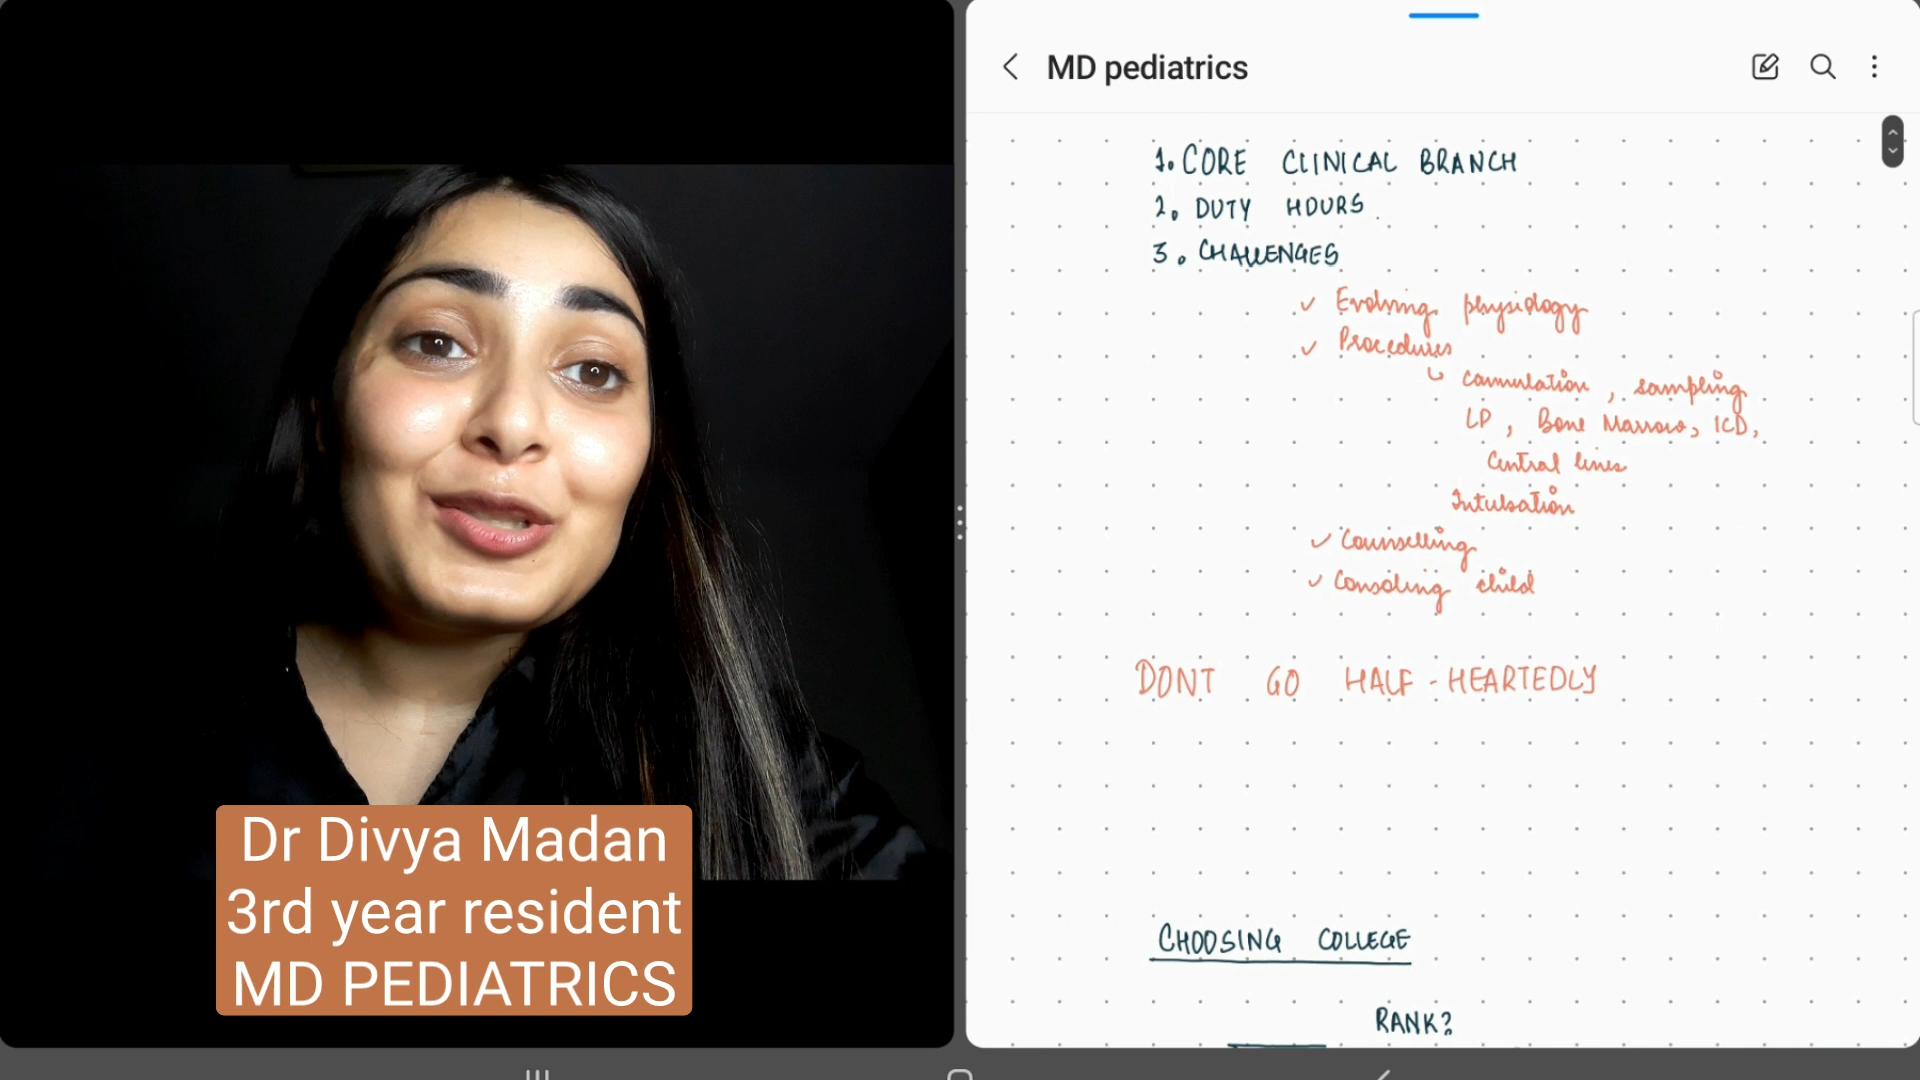 Dr Divya Madan
3rd year resident
MD PEDIATRICS
MD pediatrics
1. CORE CLINICAL BRANCH
2. DUTY HOURS.
3. CHALLENGES
✓ Evolving physiology
✓ Procedures
↳ cannulation, sampling
LP, Bone Marrow, ICD,
Central lines
Intubation
✓ Counselling
✓ Consoling child
DONT GO HALF-HEARTEDLY
CHOOSING COLLEGE
RANK?